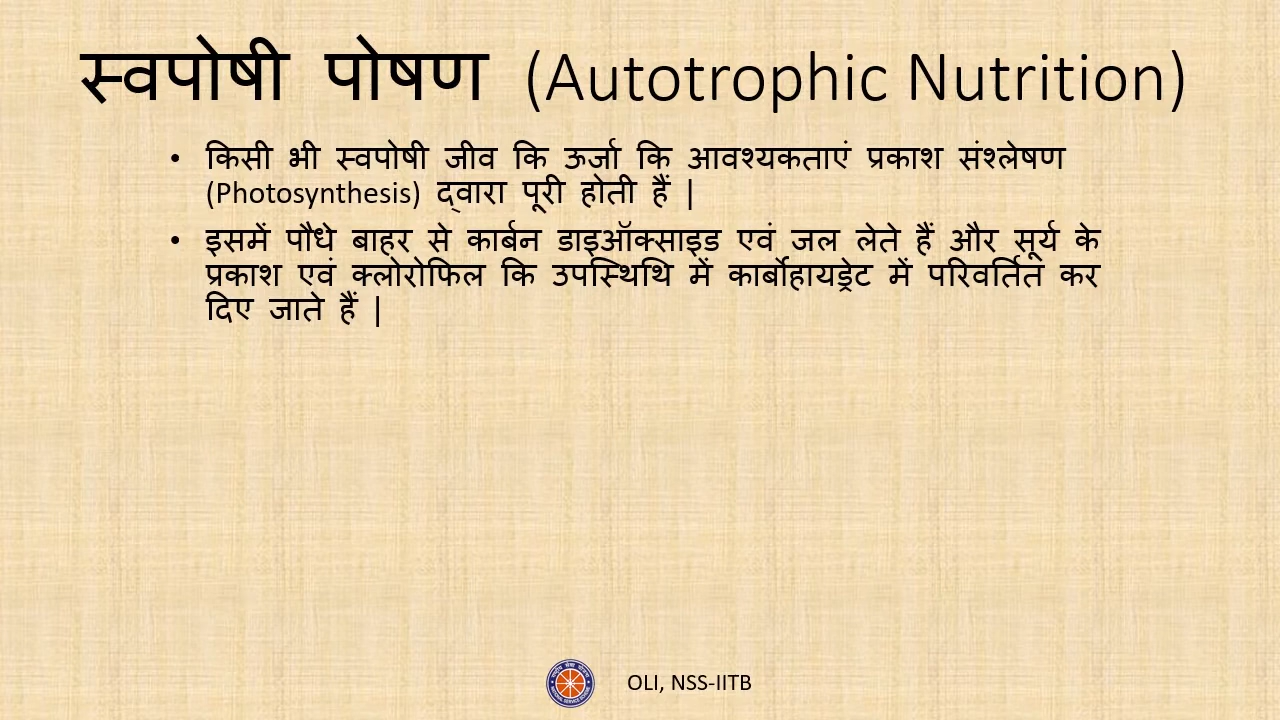 स्वपोषी पोषण (Autotrophic Nutrition)
• किसी भी स्वपोषी जीव कि ऊर्जा कि आवश्यकताएं प्रकाश संश्लेषण
(Photosynthesis) द्वारा पूरी होती हैं |
• इसमें पौधे बाहर से कार्बन डाइऑक्साइड एवं जल लेते हैं और सूर्य के
प्रकाश एवं क्लोरोफिल कि उपस्थिथि में कार्बोहायड्रेट में परिवर्तित कर
दिए जाते हैं |
OLI, NSS-IITB